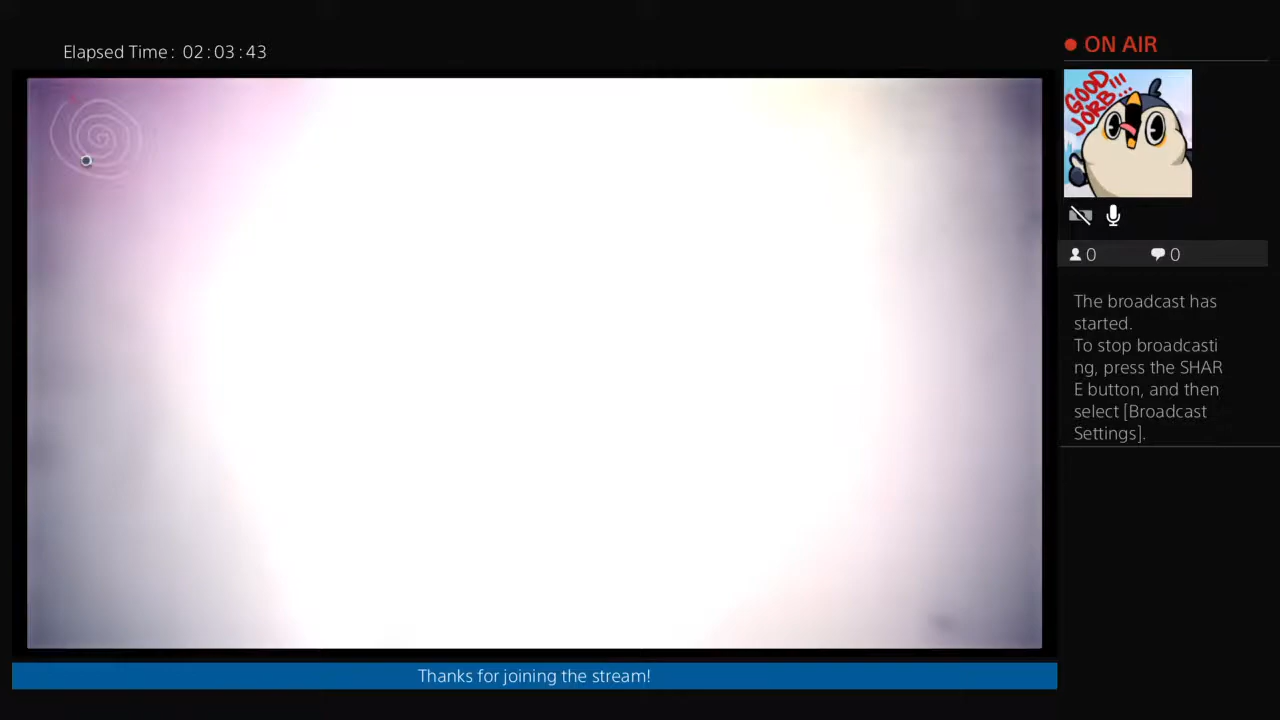 Elapsed Time: 02:03:43
ON AIR
GOOD
JORB!!!...
0 0
The broadcast has
started.
To stop broadcasti
ng, press the SHAR
E button, and then
select [Broadcast
Settings].
Thanks for joining the stream!